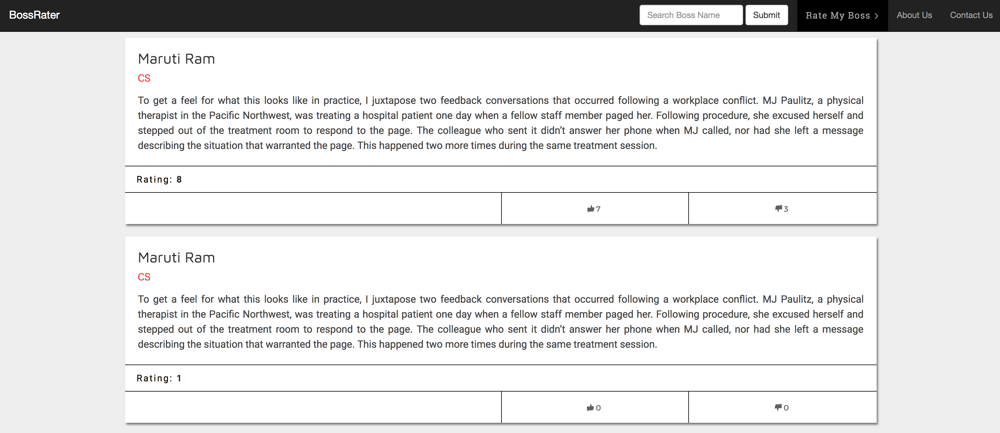 BossRater
Search Boss Name
Submit
Rate My Boss >
About Us
Contact Us
Maruti Ram
CS
To get a feel for what this looks like in practice, I juxtapose two feedback conversations that occurred following a workplace conflict. MJ Paulitz, a physical
therapist in the Pacific Northwest, was treating a hospital patient one day when a fellow staff member paged her. Following procedure, she excused herself and
stepped out of the treatment room to respond to the page. The colleague who sent it didn’t answer her phone when MJ called, nor had she left a message
describing the situation that warranted the page. This happened two more times during the same treatment session.
Rating: 8
7
3
Maruti Ram
CS
To get a feel for what this looks like in practice, I juxtapose two feedback conversations that occurred following a workplace conflict. MJ Paulitz, a physical
therapist in the Pacific Northwest, was treating a hospital patient one day when a fellow staff member paged her. Following procedure, she excused herself and
stepped out of the treatment room to respond to the page. The colleague who sent it didn’t answer her phone when MJ called, nor had she left a message
describing the situation that warranted the page. This happened two more times during the same treatment session.
Rating: 1
0
0